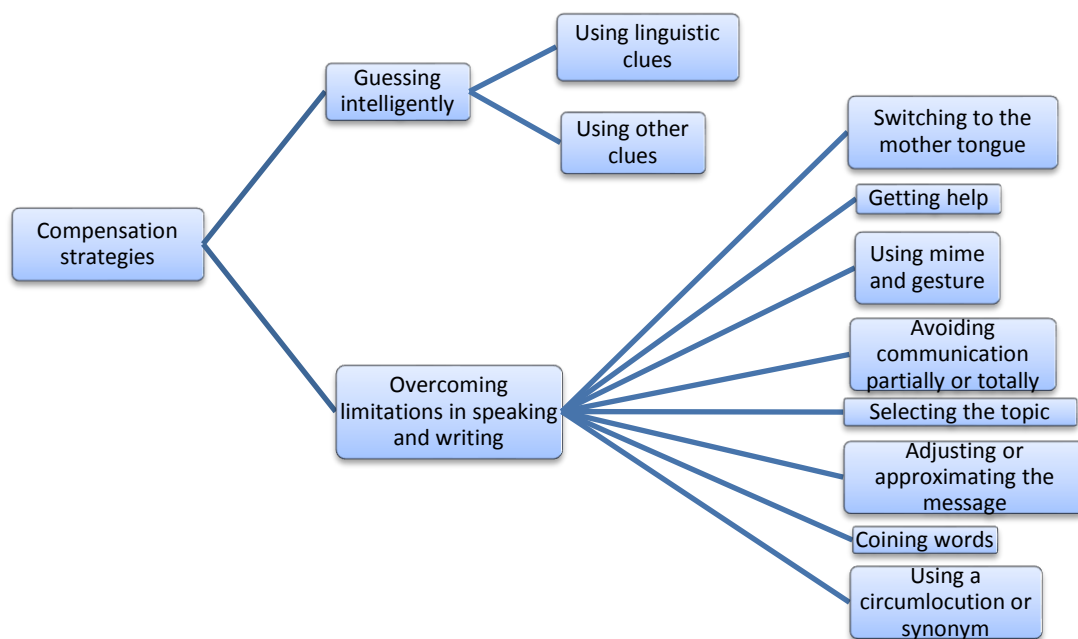 Compensation
strategies
Guessing
intelligently
Using linguistic
clues
Using other
clues
Overcoming
limitations in speaking
and writing
Switching to the
mother tongue
Getting help
Using mime
and gesture
Avoiding
communication
partially or totally
Selecting the topic
Adjusting or
approximating the
message
Coining words
Using a
circumlocution or
synonym